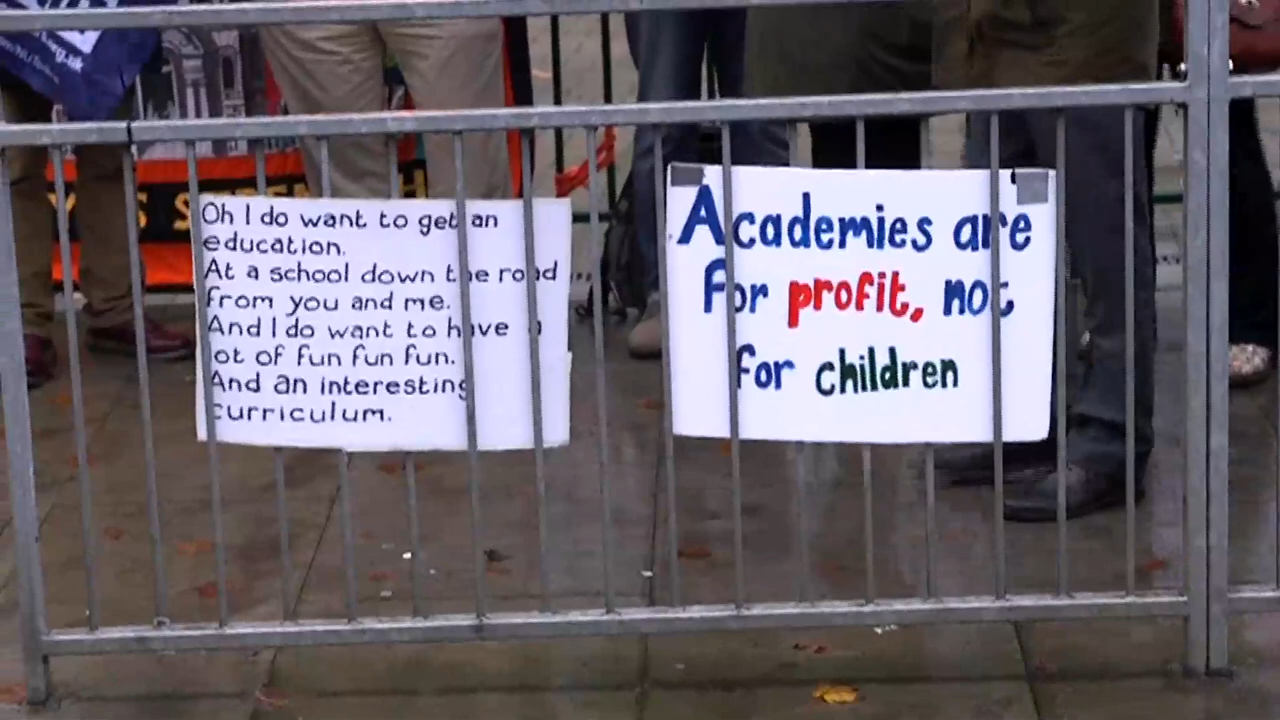 Oh I do want to get an
education.
At a school down the road
from you and me.
And I do want to have a
lot of fun fun fun.
And an interesting
curriculum.
Academies are
for profit, not
for children